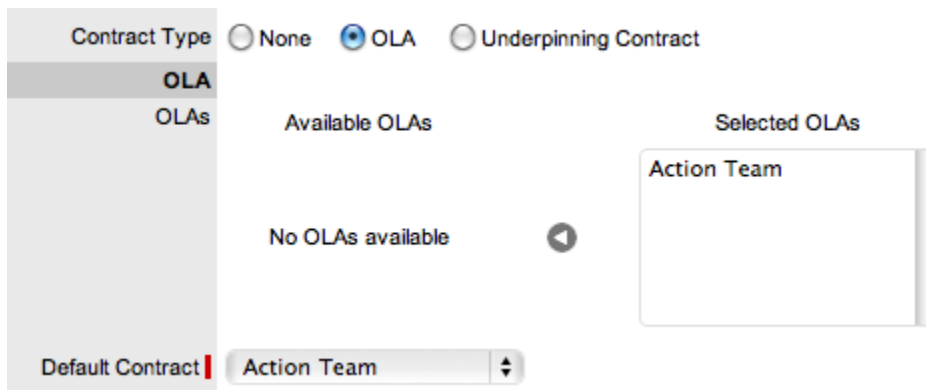 Contract Type None OLA Underpinning Contract
OLA
OLAs Available OLAs Selected OLAs
Action Team
No OLAs available
Default Contract Action Team